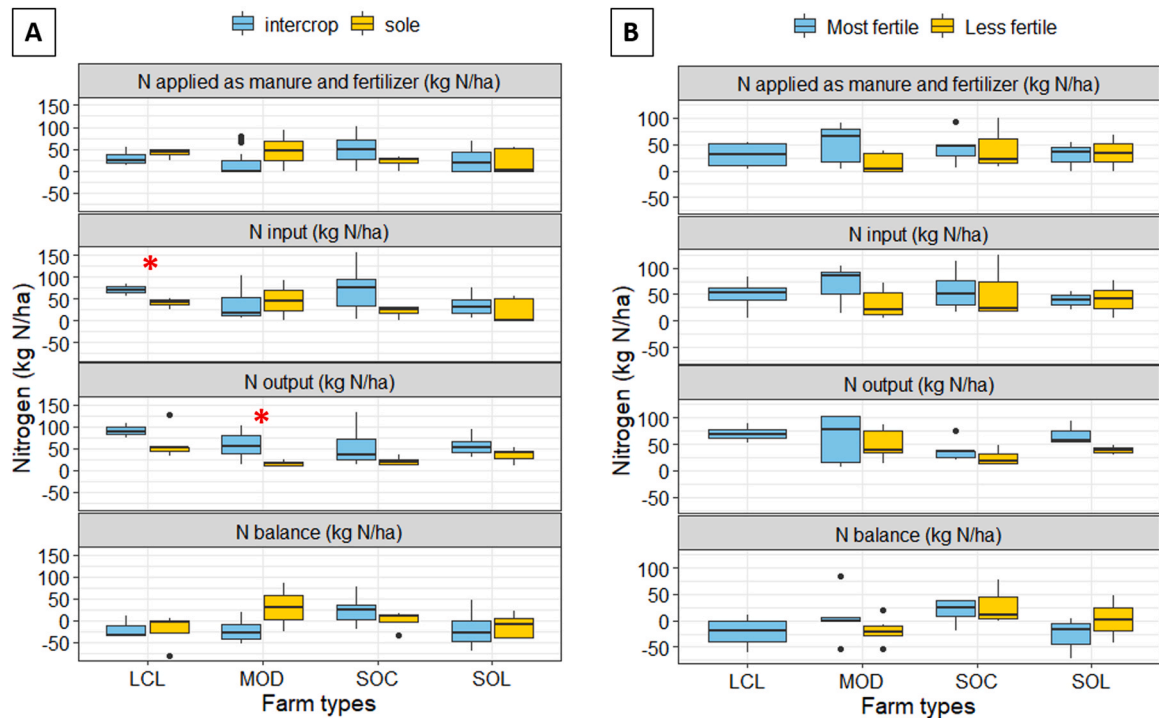 A
intercrop sole
N applied as manure and fertilizer (kg N/ha)
150
100
50
0
-50
N input (kg N/ha)
150
100
50
0
-50
N output (kg N/ha)
150
100
50
0
-50
N balance (kg N/ha)
150
100
50
0
-50
Nitrogen (kg N/ha)
LCL MOD SOC SOL
Farm types
*
*
B
Most fertile Less fertile
N applied as manure and fertilizer (kg N/ha)
100
50
0
-50
N input (kg N/ha)
100
50
0
-50
N output (kg N/ha)
100
50
0
-50
N balance (kg N/ha)
100
50
0
-50
Nitrogen (kg N/ha)
LCL MOD SOC SOL
Farm types